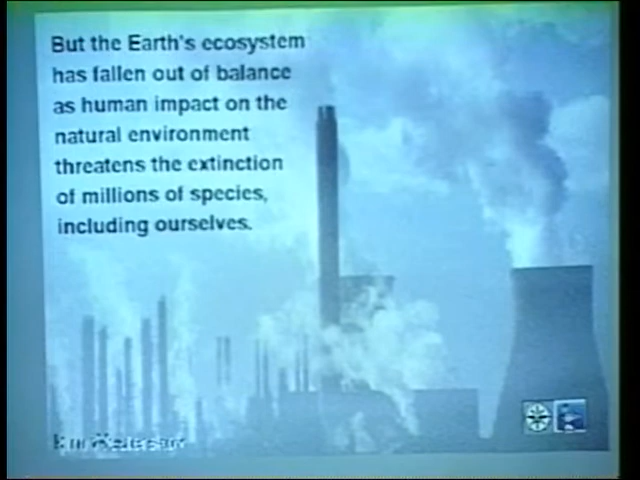 But the Earth's ecosystem
has fallen out of balance
as human impact on the
natural environment
threatens the extinction
of millions of species,
including ourselves.